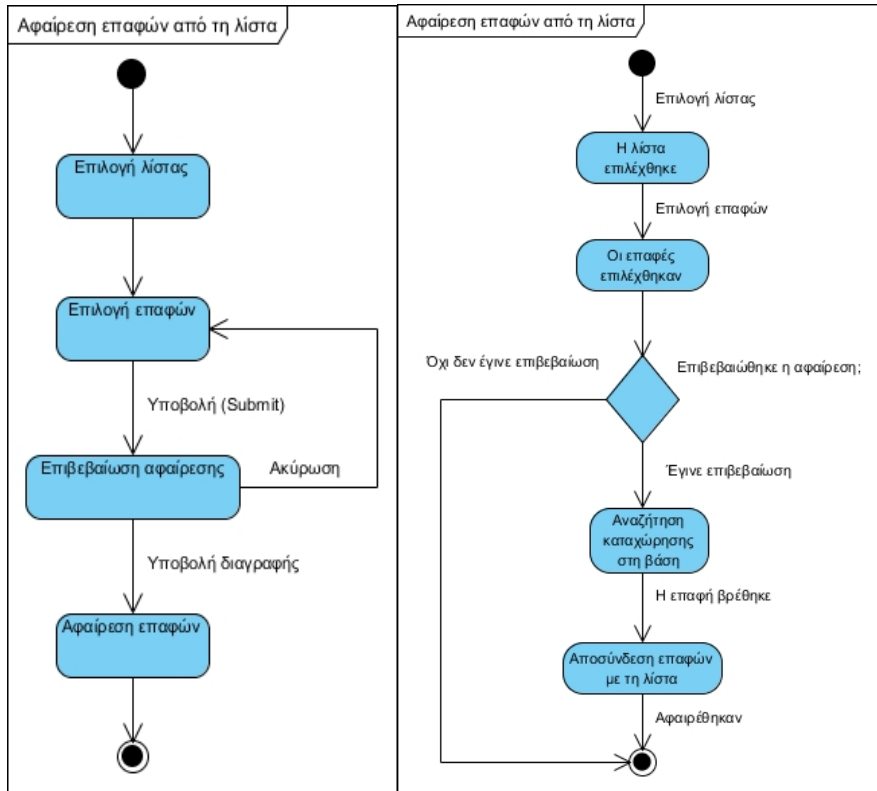 Αφαίρεση επαφών από τη λίστα
Επιλογή λίστας
Επιλογή επαφών
Υποβολή (Submit)
Επιβεβαίωση αφαίρεσης
Ακύρωση
Υποβολή διαγραφής
Αφαίρεση επαφών
Αφαίρεση επαφών από τη λίστα
Επιλογή λίστας
Η λίστα
επιλέχθηκε
Επιλογή επαφών
Οι επαφές
επιλέχθηκαν
Όχι δεν έγινε επιβεβαίωση
Επιβεβαιώθηκε η αφαίρεση;
Έγινε επιβεβαίωση
Αναζήτηση
καταχώρησης
στη βάση
Η επαφή βρέθηκε
Αποσύνδεση επαφών
με τη λίστα
Αφαιρέθηκαν